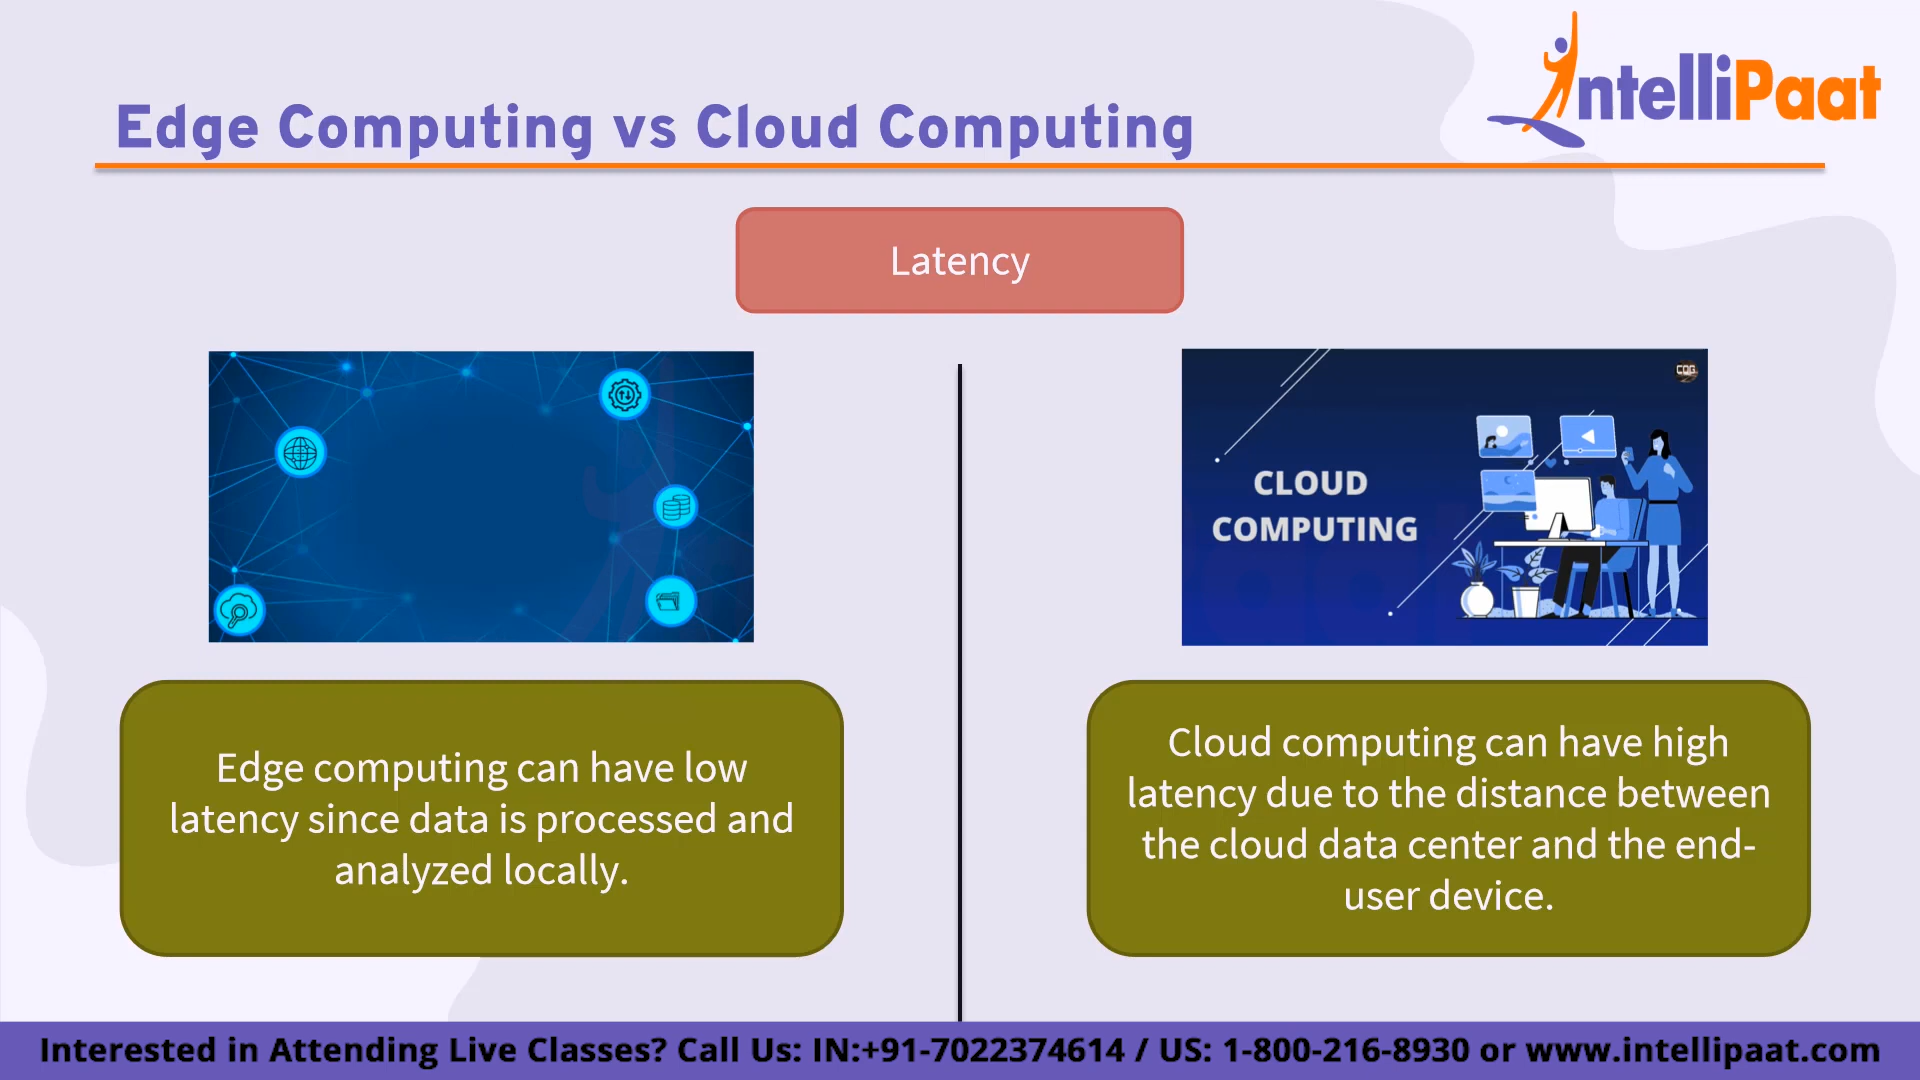 IntelliPaat
Edge Computing vs Cloud Computing
Latency
CQG
CLOUD
COMPUTING
Edge computing can have low
latency since data is processed and
analyzed locally.
Cloud computing can have high
latency due to the distance between
the cloud data center and the end-
user device.
Interested in Attending Live Classes? Call Us: IN:+91-7022374614 / US: 1-800-216-8930 or www.intellipaat.com